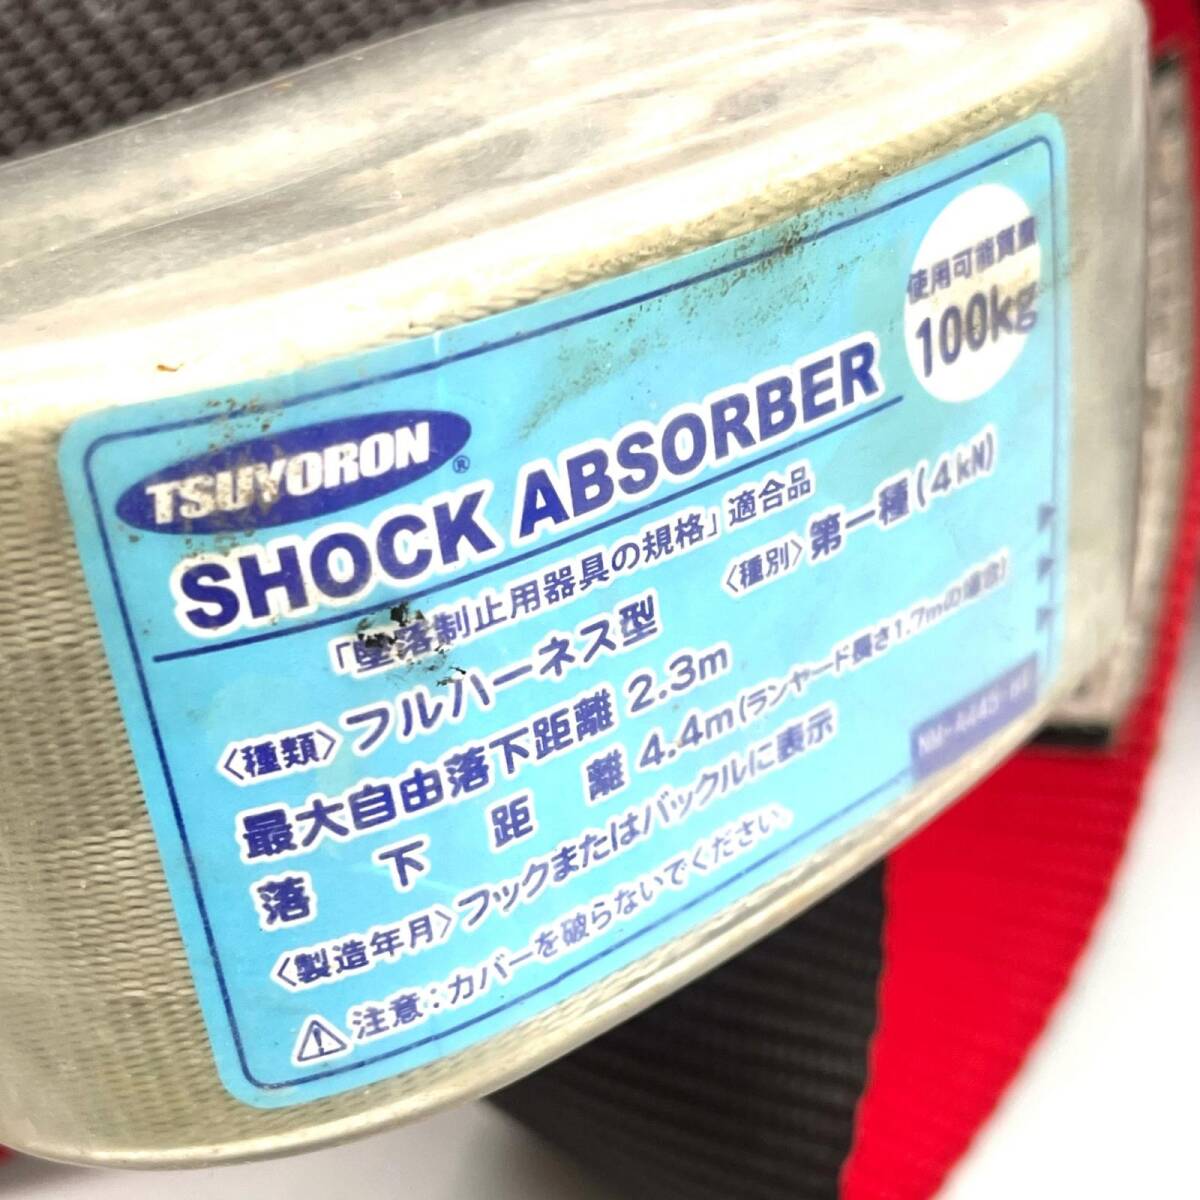 使用可能質量
100kg
TSUYORON®
SHOCK ABSORBER
「墜落制止用器具の規格」適合品
〈種類〉フルハーネス型 〈種別〉第一種(4kN)
最大自由落下距離 2.3m
落下距離 4.4m(ランヤード長さ1.7mの場合)
〈製造年月〉フックまたはバックルに表示
⚠注意:カバーを破らないでください。